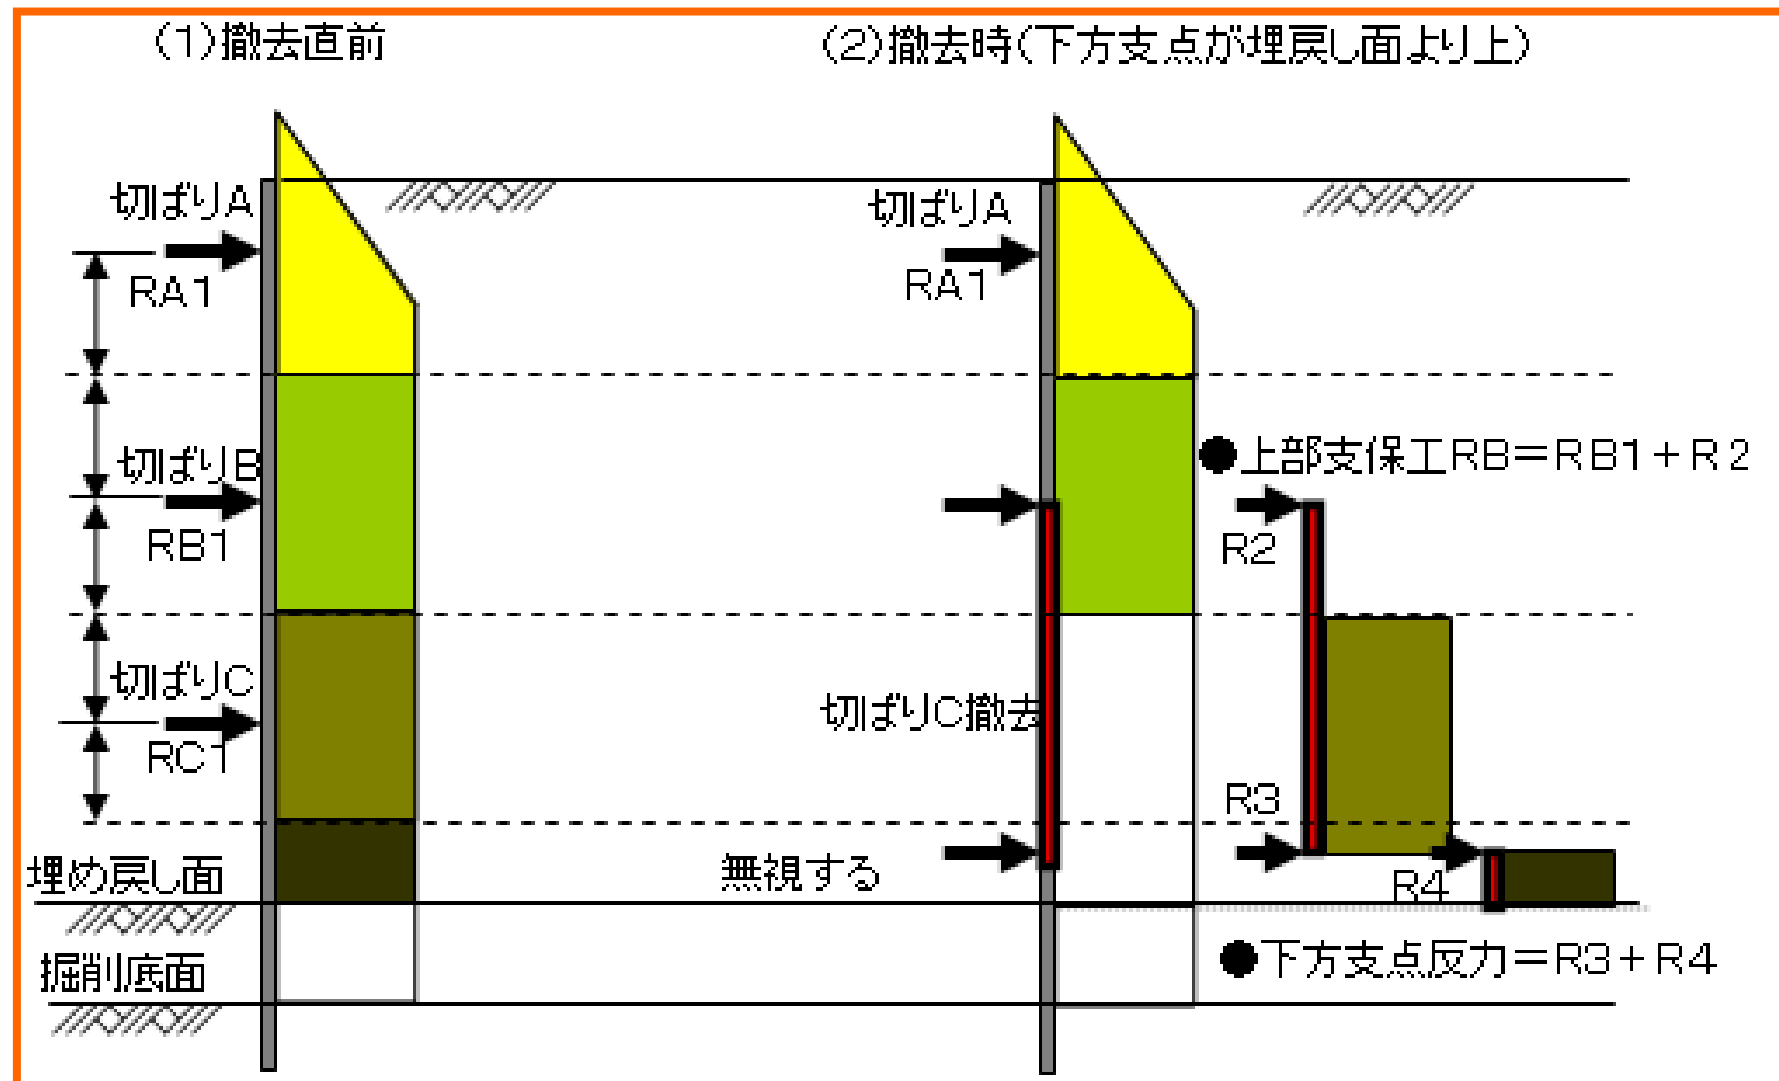 (1)撤去直前
(2)撤去時(下方支点が埋戻し面より上)
切ばりA
RA1
切ばりB
RB1
切ばりC
RC1
埋め戻し面
掘削底面
切ばりA
RA1
切ばりC撤去
無視する
●上部支保工RB=RB1+R2
R2
R3
R4
●下方支点反力=R3+R4